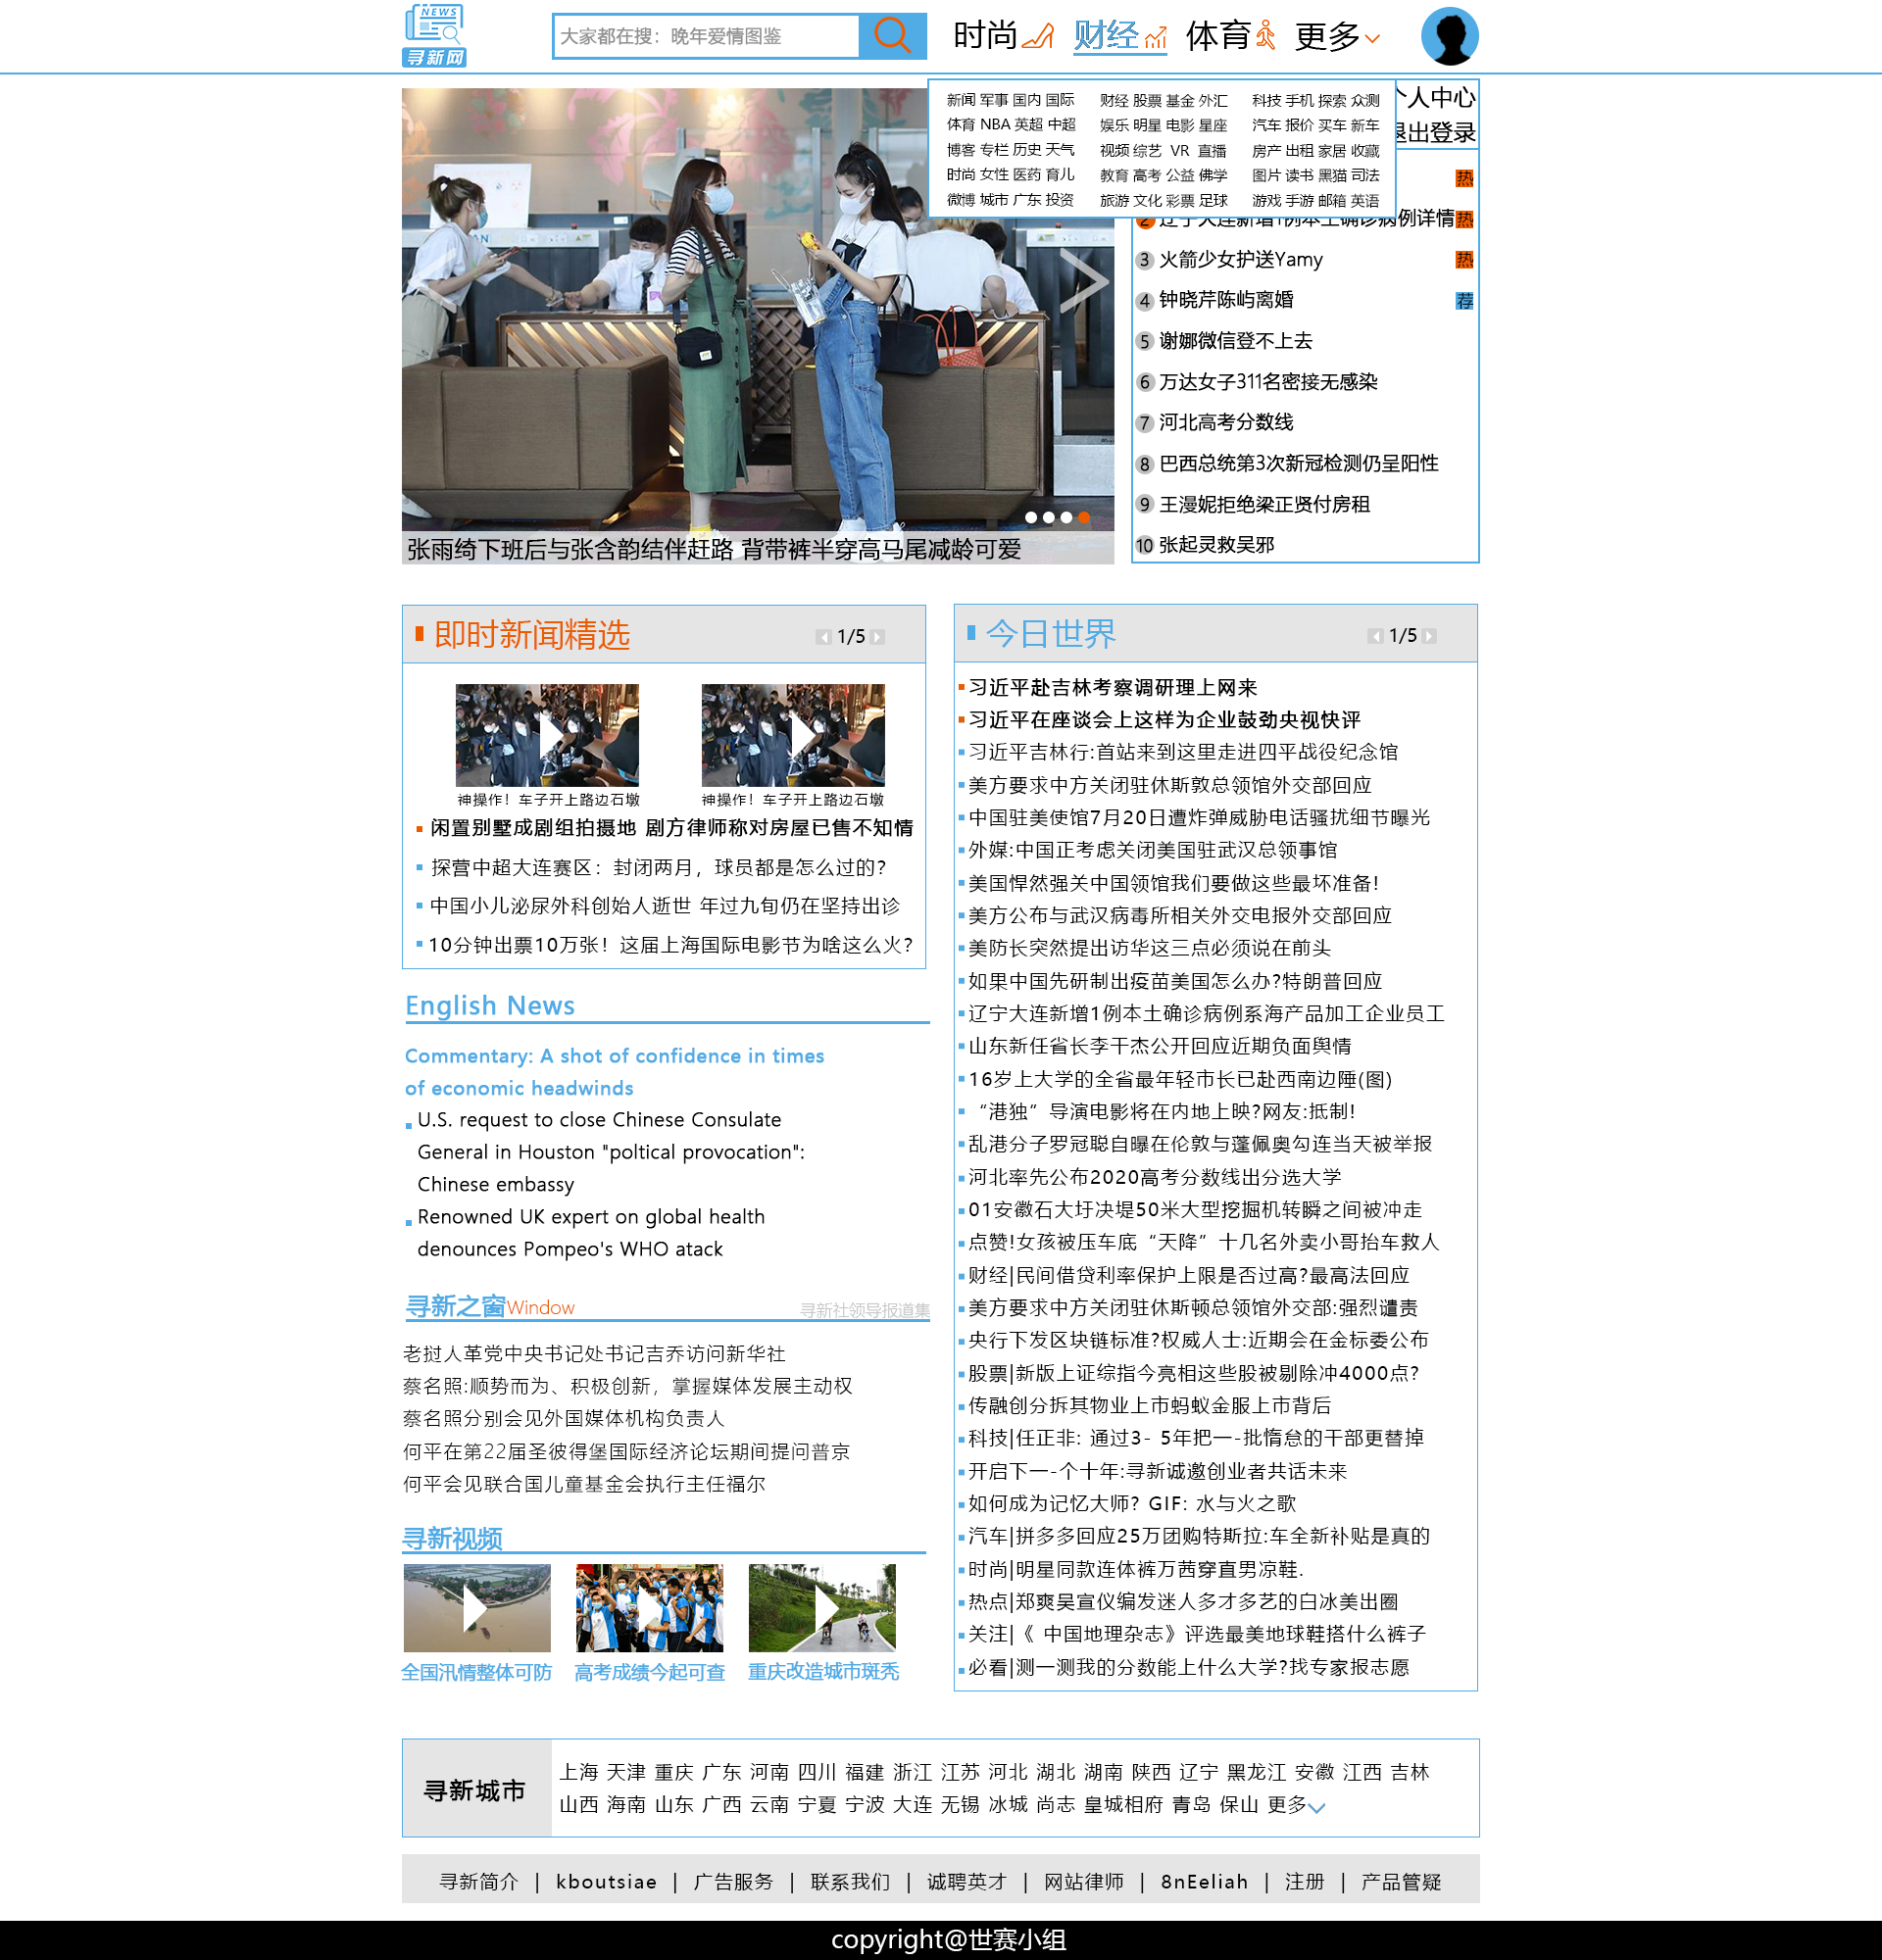 NEWS
寻新网
大家都在搜：晚年爱情图鉴
时尚 财经 体育 更多
新闻 军事 国内 国际 财经 股票 基金 外汇 科技 手机 探索 众测
体育 NBA 英超 中超 娱乐 明星 电影 星座 汽车 报价 买车 新车
博客 专栏 历史 天气 视频 综艺 VR 直播 房产 出租 家居 收藏
时尚 女性 医药 育儿 教育 高考 公益 佛学 图片 读书 黑猫 司法
微博 城市 广东 投资 旅游 文化 彩票 足球 游戏 手游 邮箱 英语
个人中心
退出登录
热
2 辽宁大连新增1例本土确诊病例详情 热
3 火箭少女护送Yamy 热
4 钟晓芹陈屿离婚 荐
5 谢娜微信登不上去
6 万达女子311名密接无感染
7 河北高考分数线
8 巴西总统第3次新冠检测仍呈阳性
9 王漫妮拒绝梁正贤付房租
10 张起灵救吴邪
张雨绮下班后与张含韵结伴赶路 背带裤半穿高马尾减龄可爱
即时新闻精选 1/5
神操作！车子开上路边石墩 神操作！车子开上路边石墩
闲置别墅成剧组拍摄地 剧方律师称对房屋已售不知情
探营中超大连赛区：封闭两月，球员都是怎么过的？
中国小儿泌尿外科创始人逝世 年过九旬仍在坚持出诊
10分钟出票10万张！这届上海国际电影节为啥这么火？
English News
Commentary: A shot of confidence in times
of economic headwinds
U.S. request to close Chinese Consulate
General in Houston "poltical provocation":
Chinese embassy
Renowned UK expert on global health
denounces Pompeo's WHO atack
寻新之窗Window 寻新社领导报道集
老挝人革党中央书记处书记吉乔访问新华社
蔡名照:顺势而为、积极创新，掌握媒体发展主动权
蔡名照分别会见外国媒体机构负责人
何平在第22届圣彼得堡国际经济论坛期间提问普京
何平会见联合国儿童基金会执行主任福尔
寻新视频
全国汛情整体可防 高考成绩今起可查 重庆改造城市斑秃
今日世界 1/5
习近平赴吉林考察调研理上网来
习近平在座谈会上这样为企业鼓劲央视快评
习近平吉林行:首站来到这里走进四平战役纪念馆
美方要求中方关闭驻休斯敦总领馆外交部回应
中国驻美使馆7月20日遭炸弹威胁电话骚扰细节曝光
外媒:中国正考虑关闭美国驻武汉总领事馆
美国悍然强关中国领馆我们要做这些最坏准备!
美方公布与武汉病毒所相关外交电报外交部回应
美防长突然提出访华这三点必须说在前头
如果中国先研制出疫苗美国怎么办?特朗普回应
辽宁大连新增1例本土确诊病例系海产品加工企业员工
山东新任省长李干杰公开回应近期负面舆情
16岁上大学的全省最年轻市长已赴西南边陲(图)
“港独”导演电影将在内地上映?网友:抵制!
乱港分子罗冠聪自曝在伦敦与蓬佩奥勾连当天被举报
河北率先公布2020高考分数线出分选大学
01安徽石大圩决堤50米大型挖掘机转瞬之间被冲走
点赞!女孩被压车底“天降”十几名外卖小哥抬车救人
财经|民间借贷利率保护上限是否过高?最高法回应
美方要求中方关闭驻休斯顿总领馆外交部:强烈谴责
央行下发区块链标准?权威人士:近期会在金标委公布
股票|新版上证综指今亮相这些股被剔除冲4000点?
传融创分拆其物业上市蚂蚁金服上市背后
科技|任正非: 通过3- 5年把一-批惰怠的干部更替掉
开启下一-个十年:寻新诚邀创业者共话未来
如何成为记忆大师? GIF: 水与火之歌
汽车|拼多多回应25万团购特斯拉:车全新补贴是真的
时尚|明星同款连体裤万茜穿直男凉鞋.
热点|郑爽吴宣仪编发迷人多才多艺的白冰美出圈
关注|《 中国地理杂志》评选最美地球鞋搭什么裤子
必看|测一测我的分数能上什么大学?找专家报志愿
寻新城市
上海 天津 重庆 广东 河南 四川 福建 浙江 江苏 河北 湖北 湖南 陕西 辽宁 黑龙江 安徽 江西 吉林
山西 海南 山东 广西 云南 宁夏 宁波 大连 无锡 冰城 尚志 皇城相府 青岛 保山 更多
寻新简介 | kboutsiae | 广告服务 | 联系我们 | 诚聘英才 | 网站律师 | 8nEeliah | 注册 | 产品管疑
copyright@世赛小组